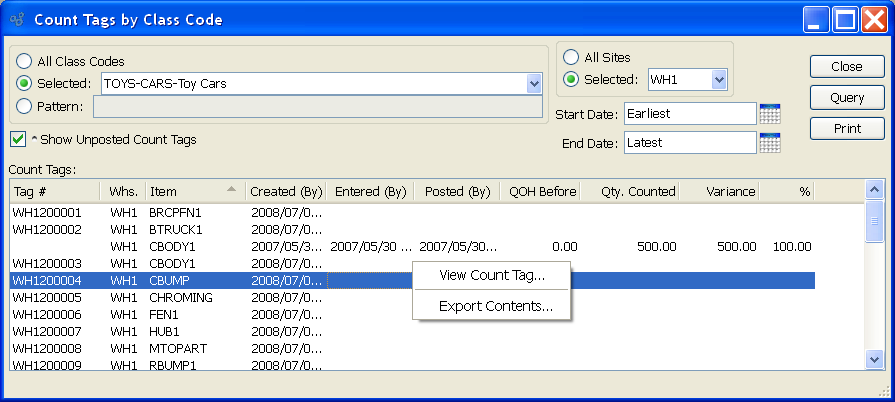 Count Tags by Class Code
All Class Codes
Selected: TOYS-CARS-Toy Cars
Pattern:
^ Show Unposted Count Tags
All Sites
Selected: WH1
Start Date: Earliest
End Date: Latest
Close
Query
Print
Count Tags:
Tag # Whs. Item Created (By) Entered (By) Posted (By) QOH Before Qty. Counted Variance %
WH1200001 WH1 BRCPFN1 2008/07/0...
WH1200002 WH1 BTRUCK1 2008/07/0...
WH1 CBODY1 2007/05/3... 2007/05/30 ... 2007/05/30... 0.00 500.00 500.00 100.00
WH1200003 WH1 CBODY1 2008/07/0...
WH1200004 WH1 CBUMP 2008/07/0...
WH1200005 WH1 CHROMING 2008/07/0...
WH1200006 WH1 FEN1 2008/07/0...
WH1200007 WH1 HUB1 2008/07/0...
WH1200008 WH1 MTOPART 2008/07/0...
WH1200009 WH1 RBUMP1 2008/07/0...
View Count Tag...
Export Contents...